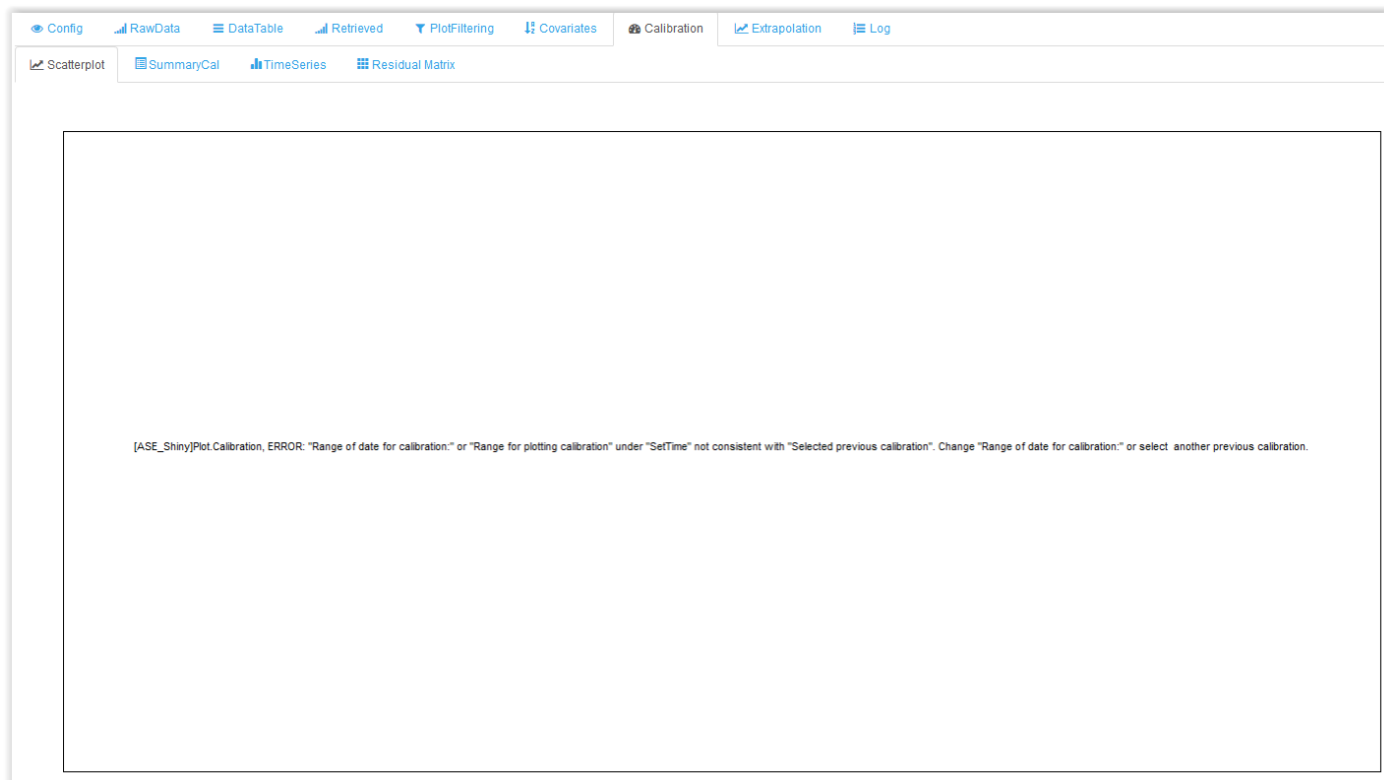 Config RawData DataTable Retrieved PlotFiltering Covariates Calibration Extrapolation Log
Scatterplot SummaryCal TimeSeries Residual Matrix
[ASE_Shiny]Plot.Calibration, ERROR: "Range of date for calibration:" or "Range for plotting calibration" under "SetTime" not consistent with "Selected previous calibration". Change "Range of date for calibration:" or select another previous calibration.